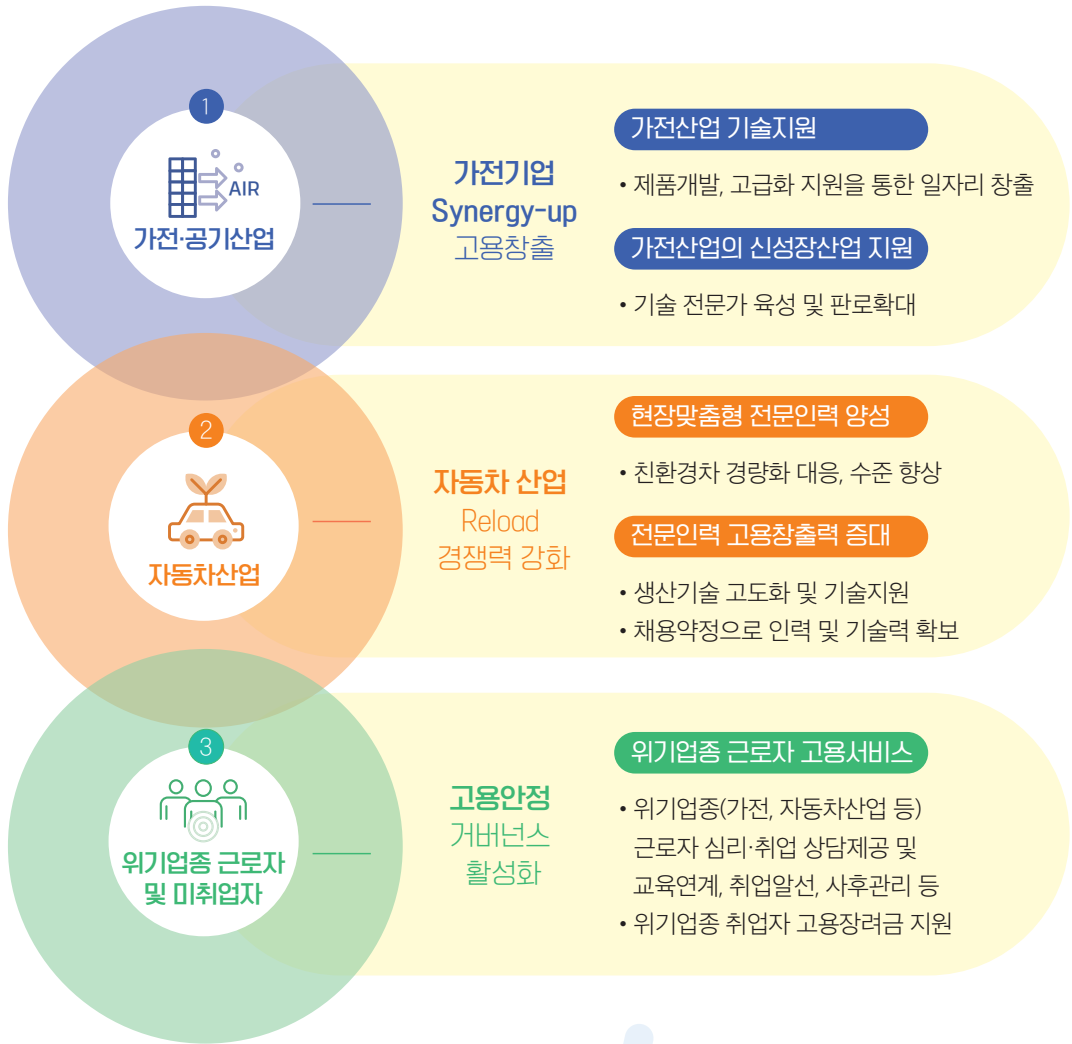 1
AIR
가전·공기산업
가전기업
Synergy-up
고용창출
가전산업 기술지원
• 제품개발, 고급화 지원을 통한 일자리 창출
가전산업의 신성장산업 지원
• 기술 전문가 육성 및 판로확대
2
자동차산업
자동차 산업
Reload
경쟁력 강화
현장맞춤형 전문인력 양성
• 친환경차 경량화 대응, 수준 향상
전문인력 고용창출력 증대
• 생산기술 고도화 및 기술지원
• 채용약정으로 인력 및 기술력 확보
3
위기업종 근로자
및 미취업자
고용안정
거버넌스
활성화
위기업종 근로자 고용서비스
• 위기업종(가전, 자동차산업 등)
근로자 심리·취업 상담제공 및
교육연계, 취업알선, 사후관리 등
• 위기업종 취업자 고용장려금 지원